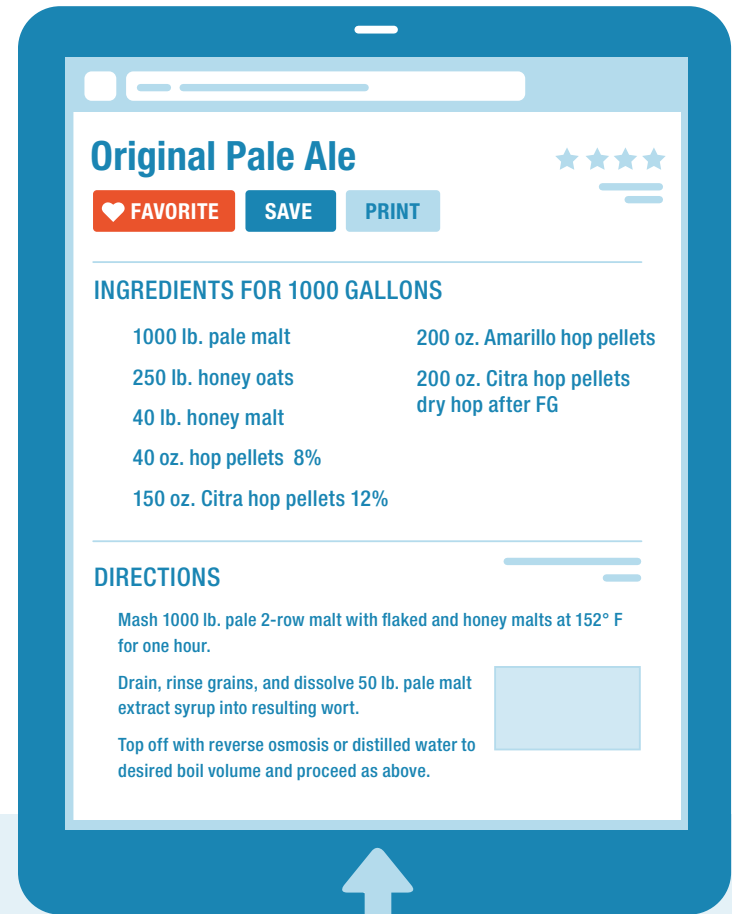 Original Pale Ale
FAVORITE
SAVE
PRINT
INGREDIENTS FOR 1000 GALLONS
1000 lb. pale malt
250 lb. honey oats
40 lb. honey malt
40 oz. hop pellets  8%
150 oz. Citra hop pellets 12%
200 oz. Amarillo hop pellets
200 oz. Citra hop pellets
dry hop after FG
DIRECTIONS
Mash 1000 lb. pale 2-row malt with flaked and honey malts at 152° F
for one hour.
Drain, rinse grains, and dissolve 50 lb. pale malt
extract syrup into resulting wort.
Top off with reverse osmosis or distilled water to
desired boil volume and proceed as above.